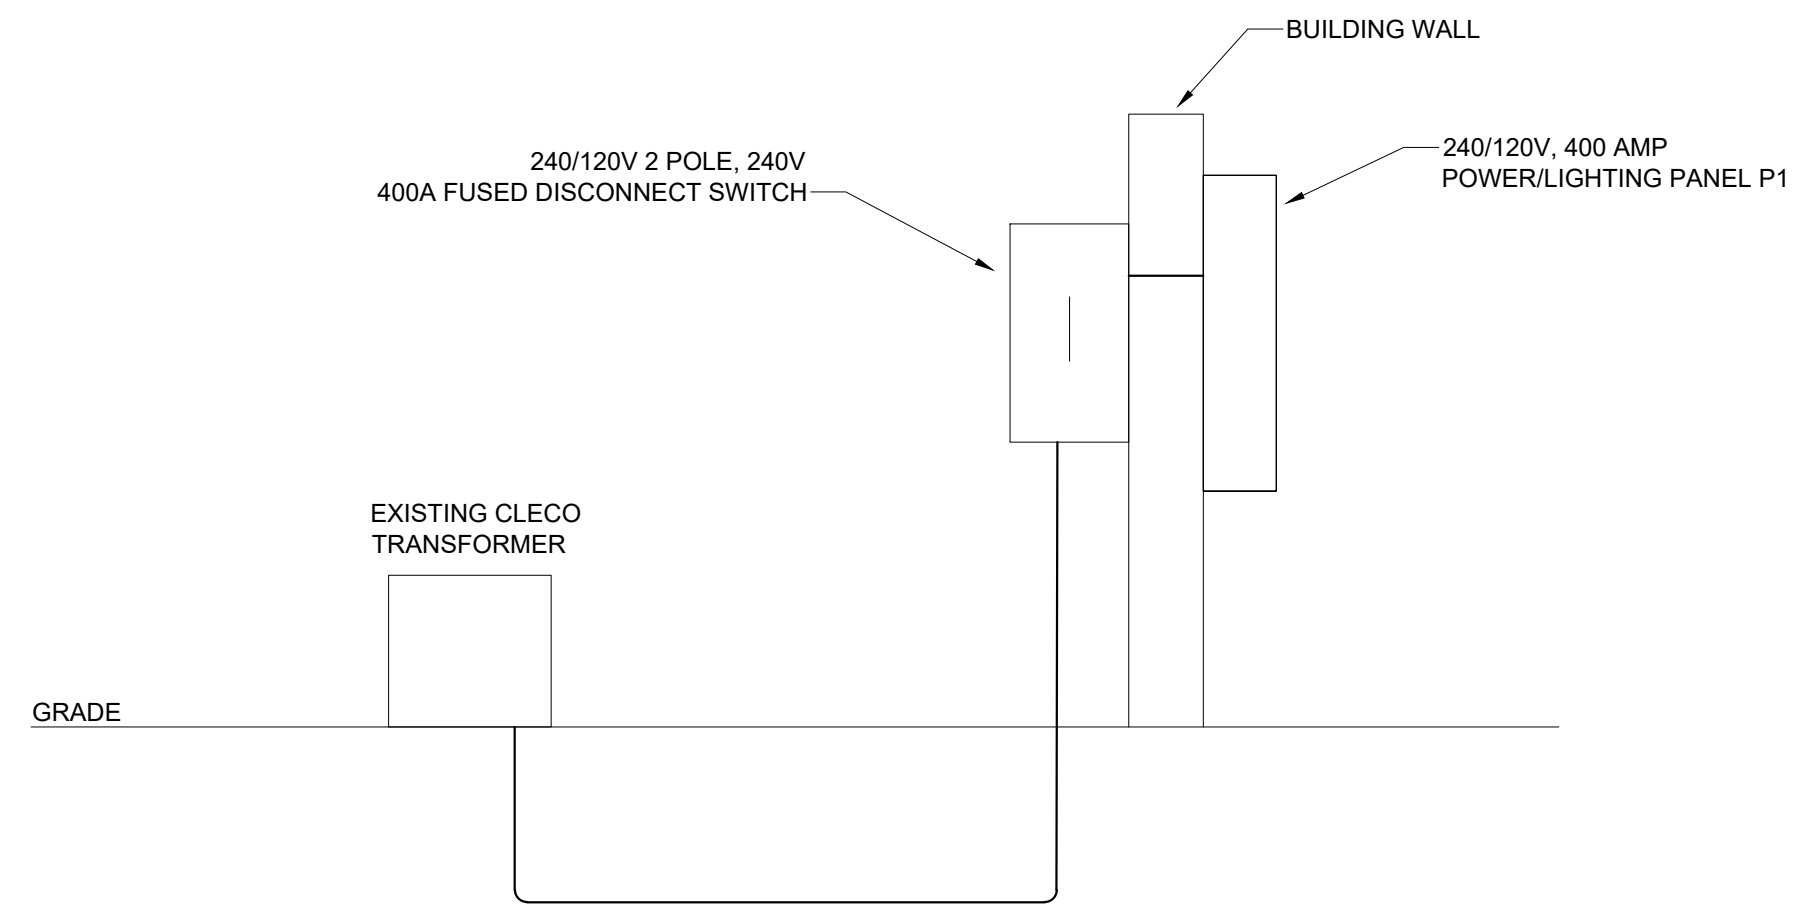 BUILDING WALL
240/120V 2 POLE, 240V
400A FUSED DISCONNECT SWITCH
240/120V, 400 AMP
POWER/LIGHTING PANEL P1
EXISTING CLECO
TRANSFORMER
GRADE